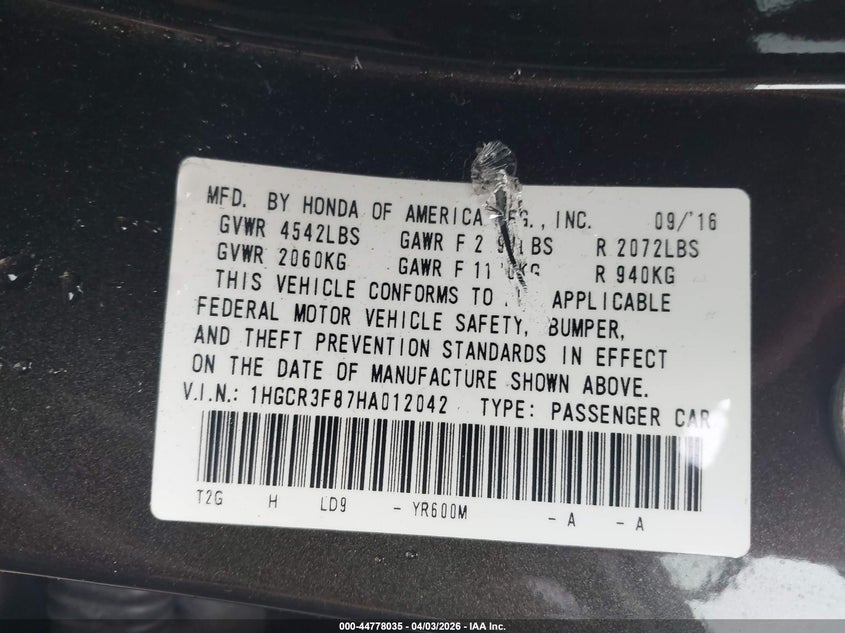 MFD. BY HONDA OF AMERICA INC. 09/'16
GVWR 4542LBS GAWR F R 2072LBS
GVWR 2060KG GAWR F R 940KG
THIS VEHICLE CONFORMS TO APPLICABLE
FEDERAL MOTOR VEHICLE SAFETY, BUMPER,
AND THEFT PREVENTION STANDARDS IN EFFECT
ON THE DATE OF MANUFACTURE SHOWN ABOVE.
V.I.N.: 1HGCR3F87HA012042 TYPE: PASSENGER CAR
T2G H LD9 - YR600M - A - A
000-44778035 - 04/03/2026 - IAA Inc.